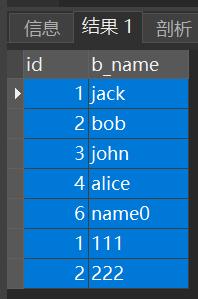 信息 结果 1 剖析
id b_name
1 jack
2 bob
3 john
4 alice
6 name0
1 111
2 222